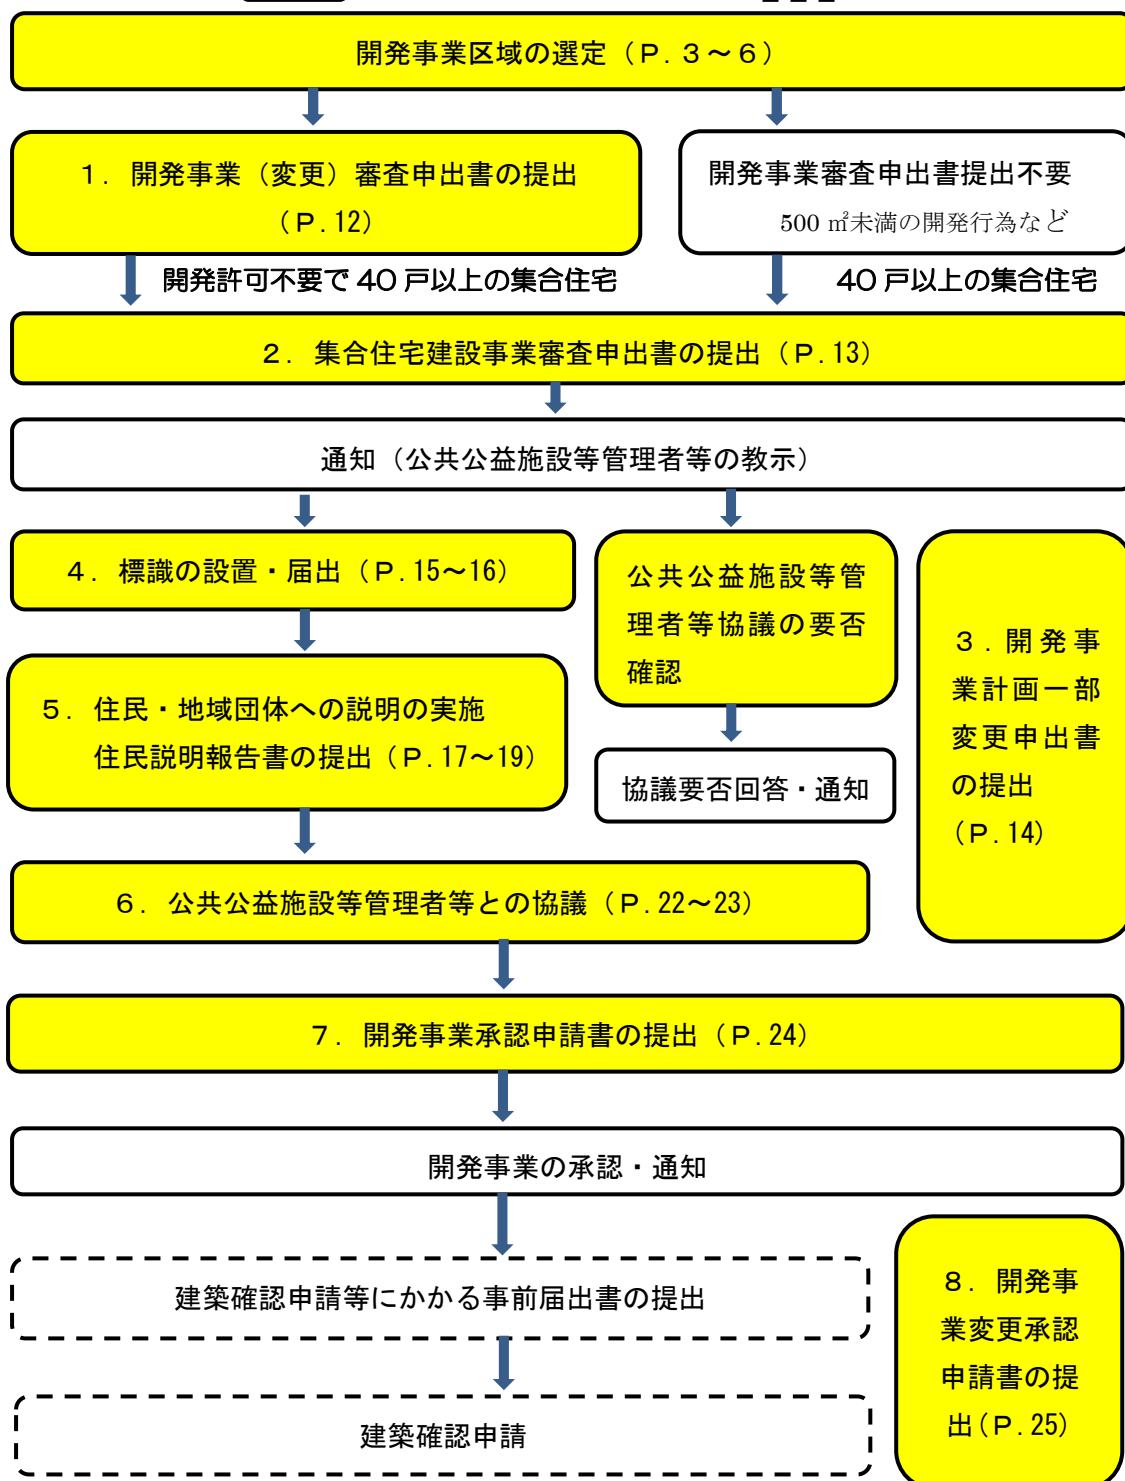 開発事業区域の選定（Ｐ．３～６）
１．開発事業（変更）審査申出書の提出
（Ｐ．12）
開発事業審査申出書提出不要
500 ㎡未満の開発行為など
開発許可不要で 40 戸以上の集合住宅
40 戸以上の集合住宅
２．集合住宅建設事業審査申出書の提出（Ｐ．13）
通知（公共公益施設等管理者等の教示）
４．標識の設置・届出（Ｐ．15～16）
公共公益施設等管
理者等協議の要否
確認
３．開発事
業計画一部
変更申出書
の提出
（Ｐ．14）
５．住民・地域団体への説明の実施
住民説明報告書の提出（Ｐ．17～19）
協議要否回答・通知
６．公共公益施設等管理者等との協議（Ｐ．22～23）
７．開発事業承認申請書の提出（Ｐ．24）
開発事業の承認・通知
建築確認申請等にかかる事前届出書の提出
８．開発事
業変更承認
申請書の提
出（Ｐ．25）
建築確認申請